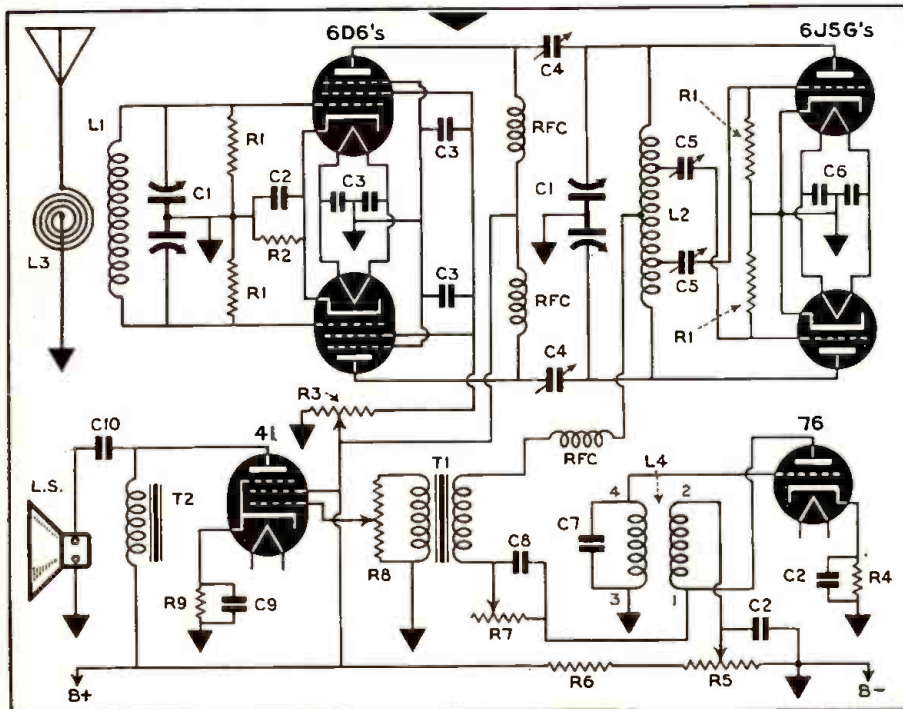 6D6's
6J5G's
C4
L1
R1
RFC
C3
R1
C5
C1
C2
C3
C1
L2
C6
R2
L3
C3
C5
R1
RFC
R1
C4
R3
C10
41
T1
RFC
L4
76
L.S.
T2
4
2
C7
R8
C8
C2
R4
R9
C9
3
1
R7
C2
B+
R6
R5
B-